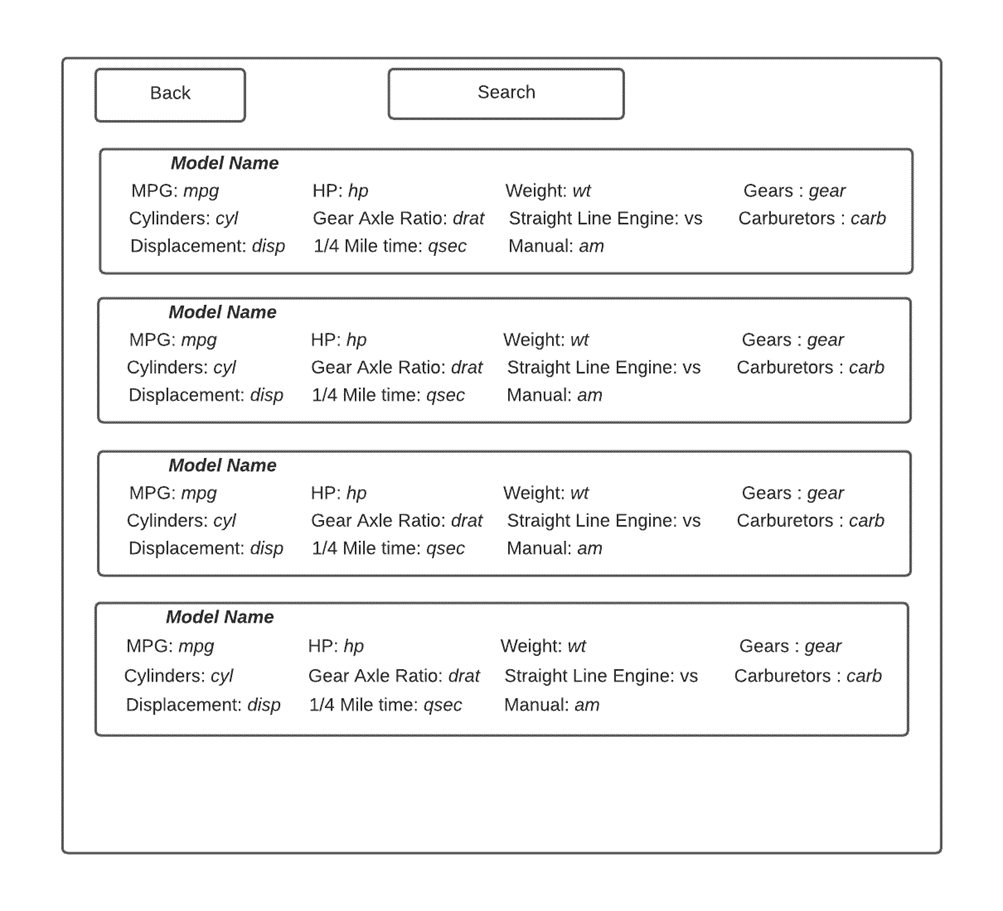 Back Search
Model Name
MPG: mpg HP: hp Weight: wt Gears : gear
Cylinders: cyl Gear Axle Ratio: drat Straight Line Engine: vs Carburetors : carb
Displacement: disp 1/4 Mile time: qsec Manual: am
Model Name
MPG: mpg HP: hp Weight: wt Gears : gear
Cylinders: cyl Gear Axle Ratio: drat Straight Line Engine: vs Carburetors : carb
Displacement: disp 1/4 Mile time: qsec Manual: am
Model Name
MPG: mpg HP: hp Weight: wt Gears : gear
Cylinders: cyl Gear Axle Ratio: drat Straight Line Engine: vs Carburetors : carb
Displacement: disp 1/4 Mile time: qsec Manual: am
Model Name
MPG: mpg HP: hp Weight: wt Gears : gear
Cylinders: cyl Gear Axle Ratio: drat Straight Line Engine: vs Carburetors : carb
Displacement: disp 1/4 Mile time: qsec Manual: am